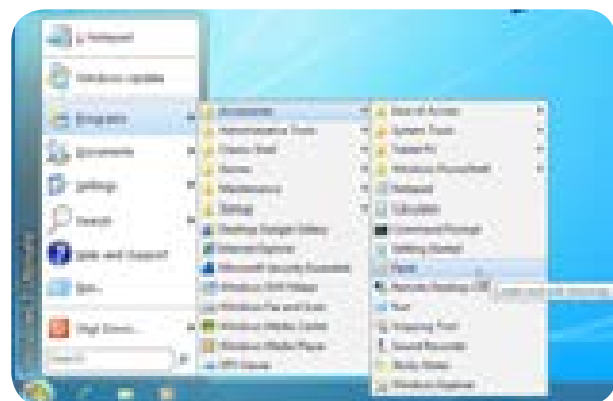 Notepad
Windows Update
Programs
Documents
Settings
Search
Help and Support
Run...
Shut Down...
Search
Accessories
Administrative Tools
Classic Shell
Games
Maintenance
Startup
Desktop Gadget Gallery
Internet Explorer
Microsoft Security Essentials
Windows DVD Maker
Windows Fax and Scan
Windows Media Center
Windows Media Player
XPS Viewer
Ease of Access
System Tools
Tablet PC
Windows PowerShell
Notepad
Calculator
Command Prompt
Getting Started
Paint
Remote Desktop
Run
Snipping Tool
Sound Recorder
Sticky Notes
Windows Explorer